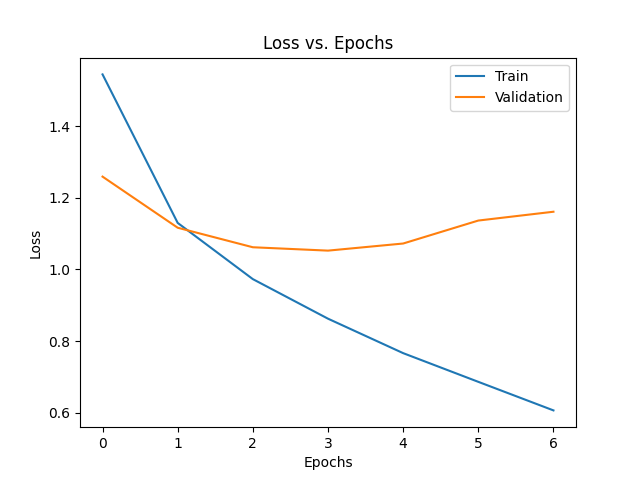 Loss vs. Epochs
Train
Validation
Loss
1.4
1.2
1.0
0.8
0.6
0 1 2 3 4 5 6
Epochs